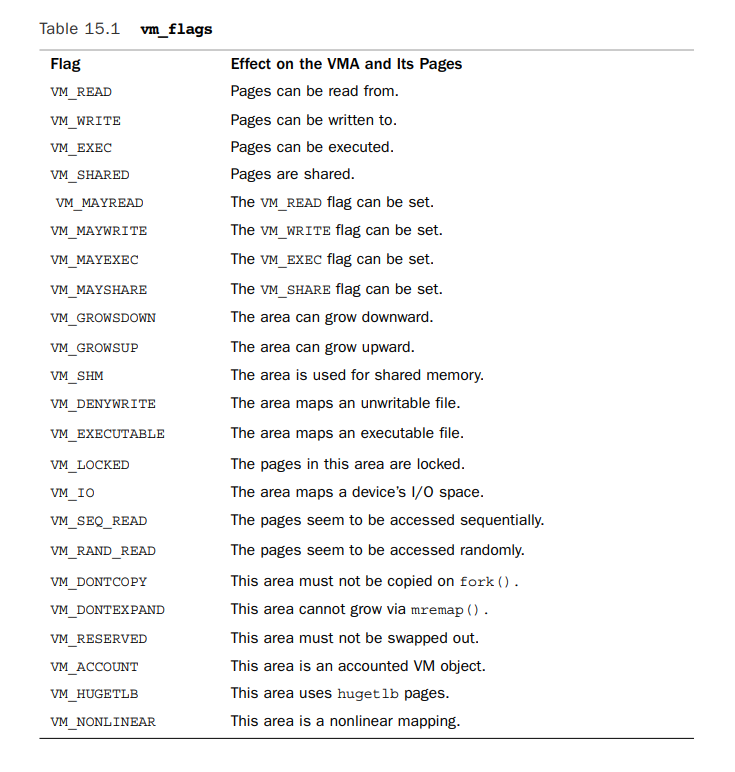 Table 15.1 vm_flags
Flag Effect on the VMA and Its Pages
VM_READ Pages can be read from.
VM_WRITE Pages can be written to.
VM_EXEC Pages can be executed.
VM_SHARED Pages are shared.
VM_MAYREAD The VM_READ flag can be set.
VM_MAYWRITE The VM_WRITE flag can be set.
VM_MAYEXEC The VM_EXEC flag can be set.
VM_MAYSHARE The VM_SHARE flag can be set.
VM_GROWSDOWN The area can grow downward.
VM_GROWSUP The area can grow upward.
VM_SHM The area is used for shared memory.
VM_DENYWRITE The area maps an unwritable file.
VM_EXECUTABLE The area maps an executable file.
VM_LOCKED The pages in this area are locked.
VM_IO The area maps a device's I/O space.
VM_SEQ_READ The pages seem to be accessed sequentially.
VM_RAND_READ The pages seem to be accessed randomly.
VM_DONTCOPY This area must not be copied on fork().
VM_DONTEXPAND This area cannot grow via mremap().
VM_RESERVED This area must not be swapped out.
VM_ACCOUNT This area is an accounted VM object.
VM_HUGETLB This area uses hugetlb pages.
VM_NONLINEAR This area is a nonlinear mapping.